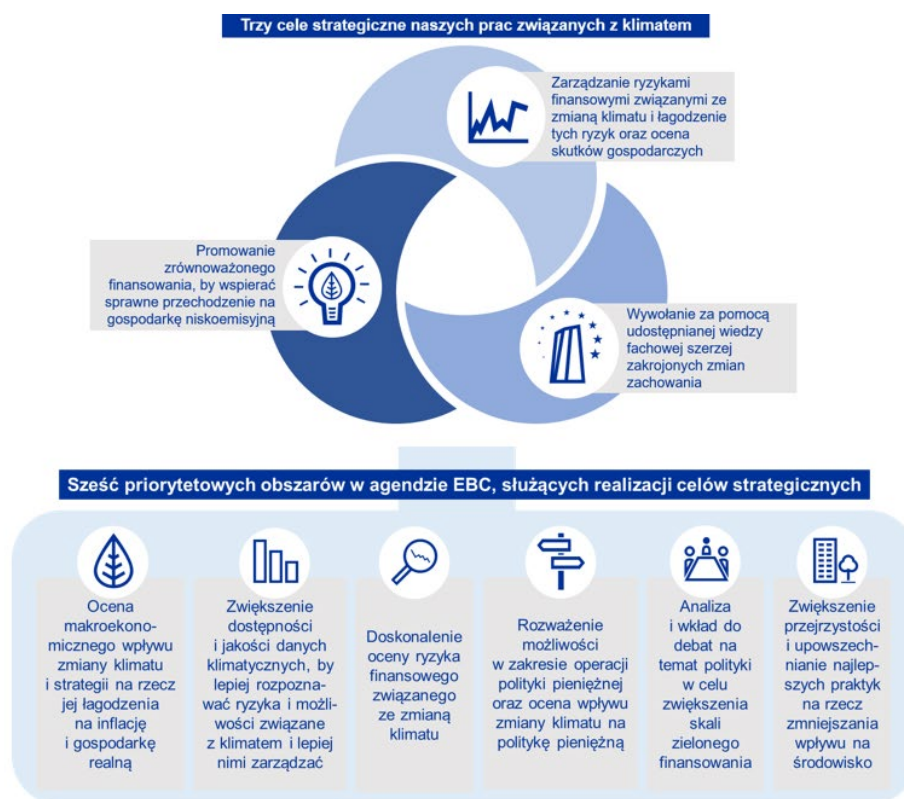 Trzy cele strategiczne naszych prac związanych z klimatem
Zarządzanie ryzykami
finansowymi związanymi ze
zmianą klimatu i łagodzenie
tych ryzyk oraz ocena
skutków gospodarczych
Promowanie
zrównoważonego
finansowania, by wspierać
sprawne przechodzenie na
gospodarkę niskoemisyjną
Wywołanie za pomocą
udostępnianej wiedzy
fachowej szerzej
zakrojonych zmian
zachowania
Sześć priorytetowych obszarów w agendzie EBC, służących realizacji celów strategicznych
Ocena
makroekono-
micznego wpływu
zmiany klimatu
i strategii na rzecz
jej łagodzenia
na inflację
i gospodarkę
realną
Zwiększenie
dostępności
i jakości danych
klimatycznych, by
lepiej rozpozna-
wać ryzyka i możli-
wości związane
z klimatem i lepiej
nimi zarządzać
Doskonalenie
oceny ryzyka
finansowego
związanego
ze zmianą
klimatu
Rozważenie
możliwości
w zakresie operacji
polityki pieniężnej
oraz ocena wpływu
zmiany klimatu na
politykę pieniężną
Analiza
i wkład do
debat na
temat polityki
w celu
zwiększenia
skali
zielonego
finansowania
Zwiększenie
przejrzystości
i upowszech-
nianie najlep-
szych praktyk
na rzecz
zmniejszania
wpływu na
środowisko